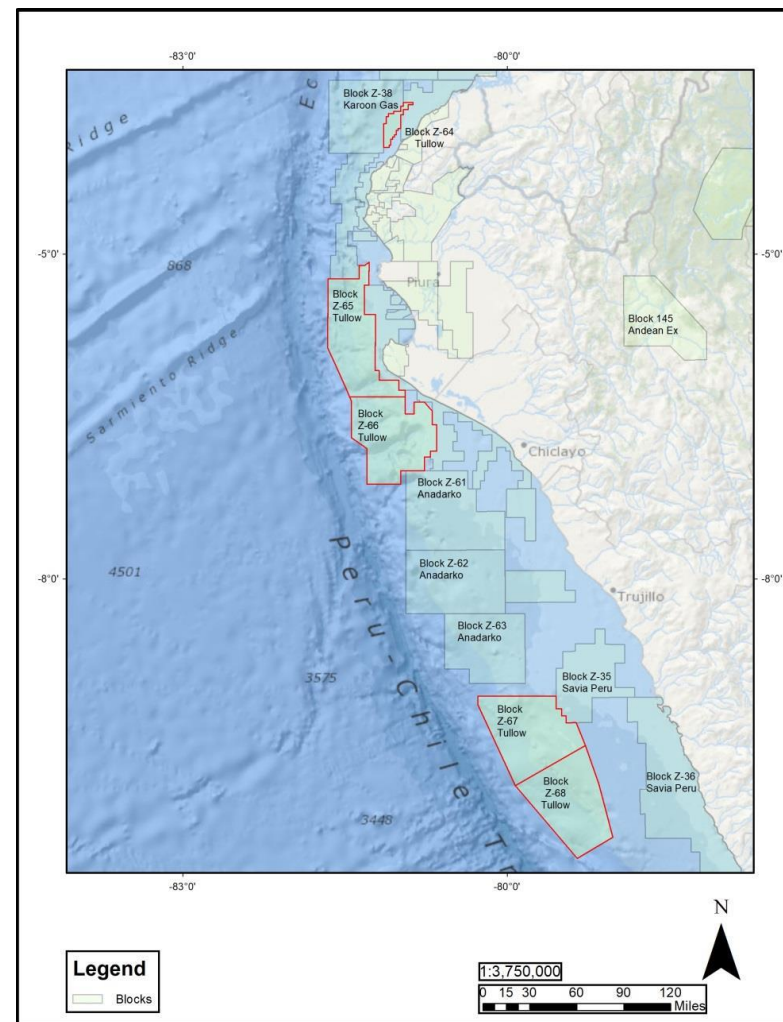 -83°0'
-80°0'
Ec
Block Z-38
Karoon Gas
Block Z-64
Tullow
Ridge
-5°0'
-5°0'
868
Piura
Block
Z-65
Tullow
Block 145
Andean Ex
Sarmiento Ridge
Block
Z-66
Tullow
Chiclayo
Block Z-61
Anadarko
Peru-Chile Tr
4501
Block Z-62
Anadarko
-8°0'
-8°0'
Trujillo
Block Z-63
Anadarko
3575
Block Z-35
Savia Peru
Block
Z-67
Tullow
Block Z-36
Savia Peru
Block
Z-68
Tullow
3448
-83°0'
-80°0'
N
Legend
Blocks
1:3,750,000
0 15 30 60 90 120
Miles